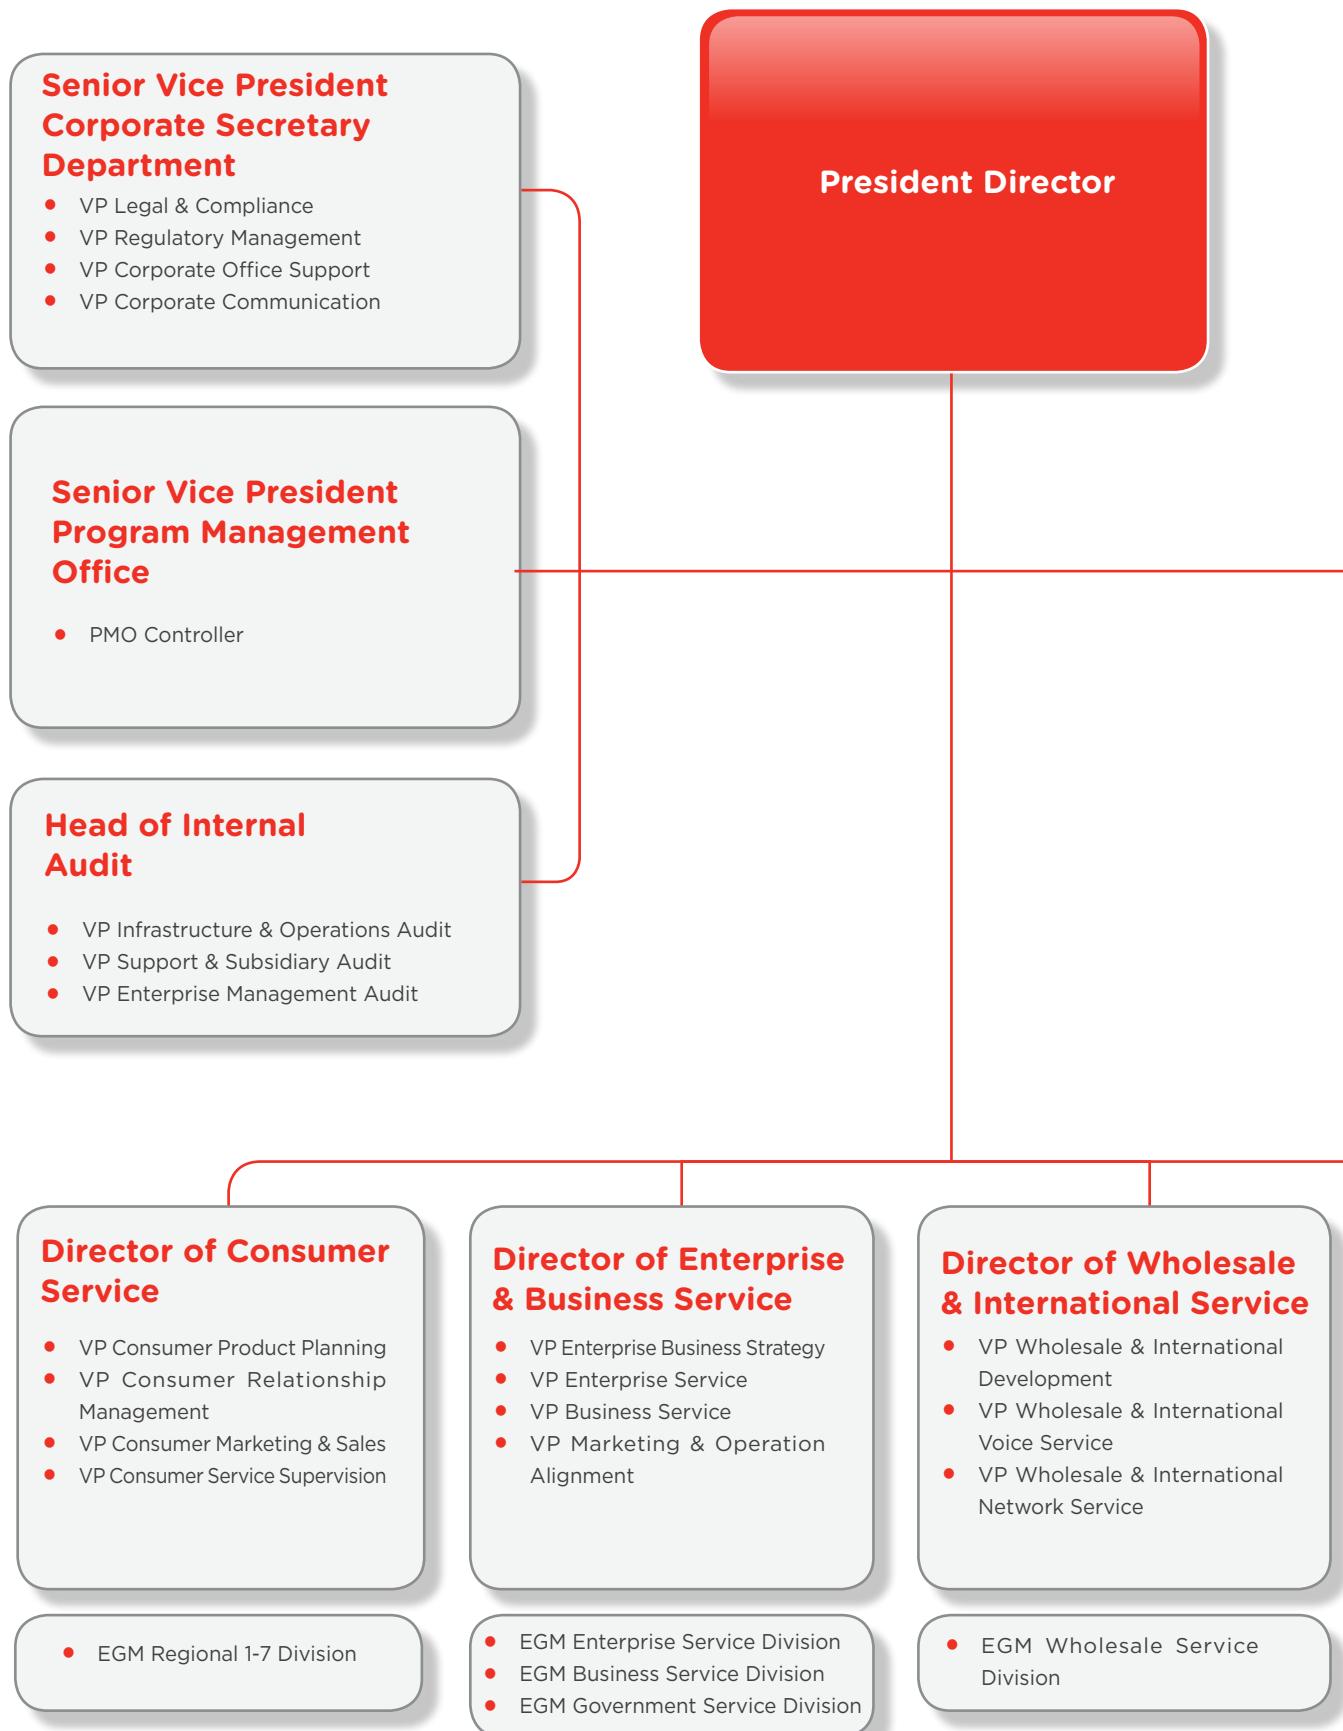 Senior Vice President
Corporate Secretary
Department
• VP Legal & Compliance
• VP Regulatory Management
• VP Corporate Office Support
• VP Corporate Communication
President Director
Senior Vice President
Program Management
Office
• PMO Controller
Head of Internal
Audit
• VP Infrastructure & Operations Audit
• VP Support & Subsidiary Audit
• VP Enterprise Management Audit
Director of Consumer
Service
• VP Consumer Product Planning
• VP Consumer Relationship
Management
• VP Consumer Marketing & Sales
• VP Consumer Service Supervision
• EGM Regional 1-7 Division
Director of Enterprise
& Business Service
• VP Enterprise Business Strategy
• VP Enterprise Service
• VP Business Service
• VP Marketing & Operation
Alignment
• EGM Enterprise Service Division
• EGM Business Service Division
• EGM Government Service Division
Director of Wholesale
& International Service
• VP Wholesale & International
Development
• VP Wholesale & International
Voice Service
• VP Wholesale & International
Network Service
• EGM Wholesale Service
Division